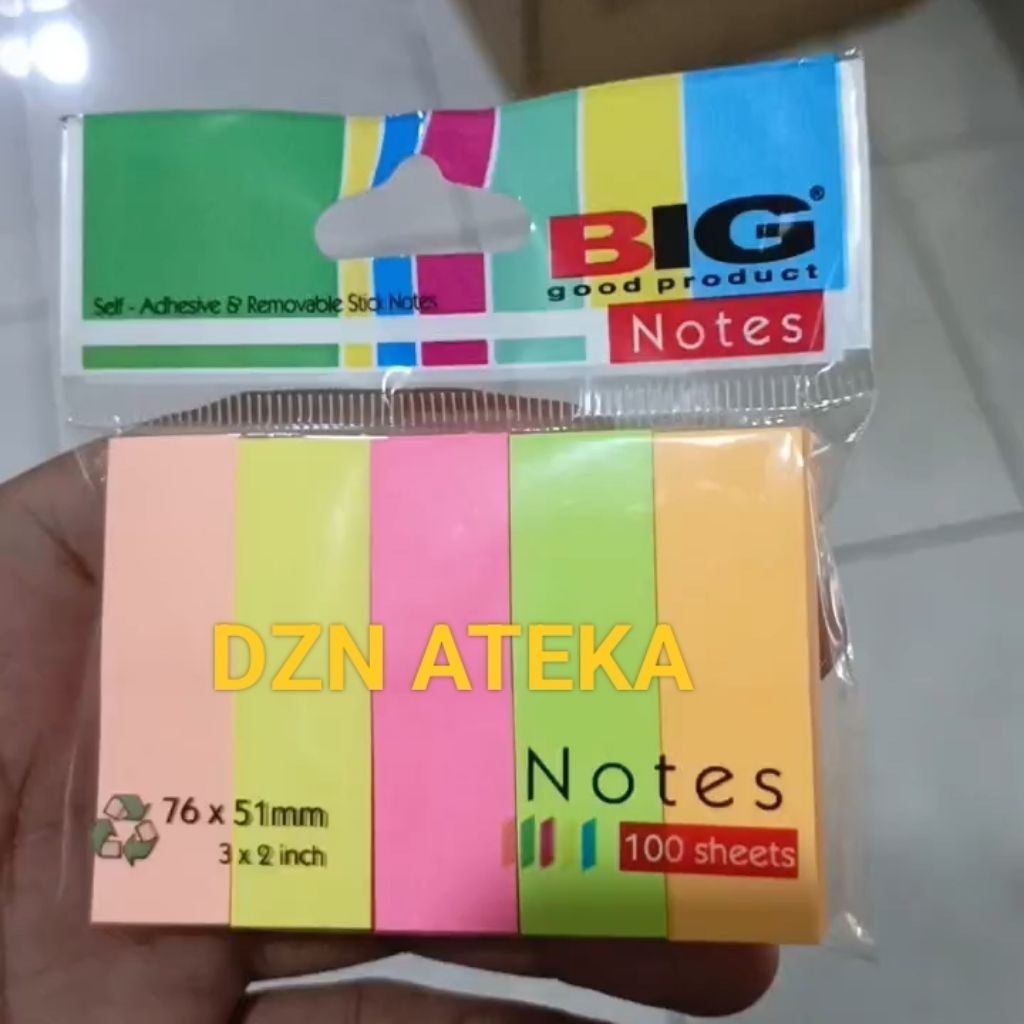 BIG®
good product
Self - Adhesive & Removable Stick Notes
Notes
DZN ATEKA
Notes
76 x 51mm
100 sheets
3 x 2 inch